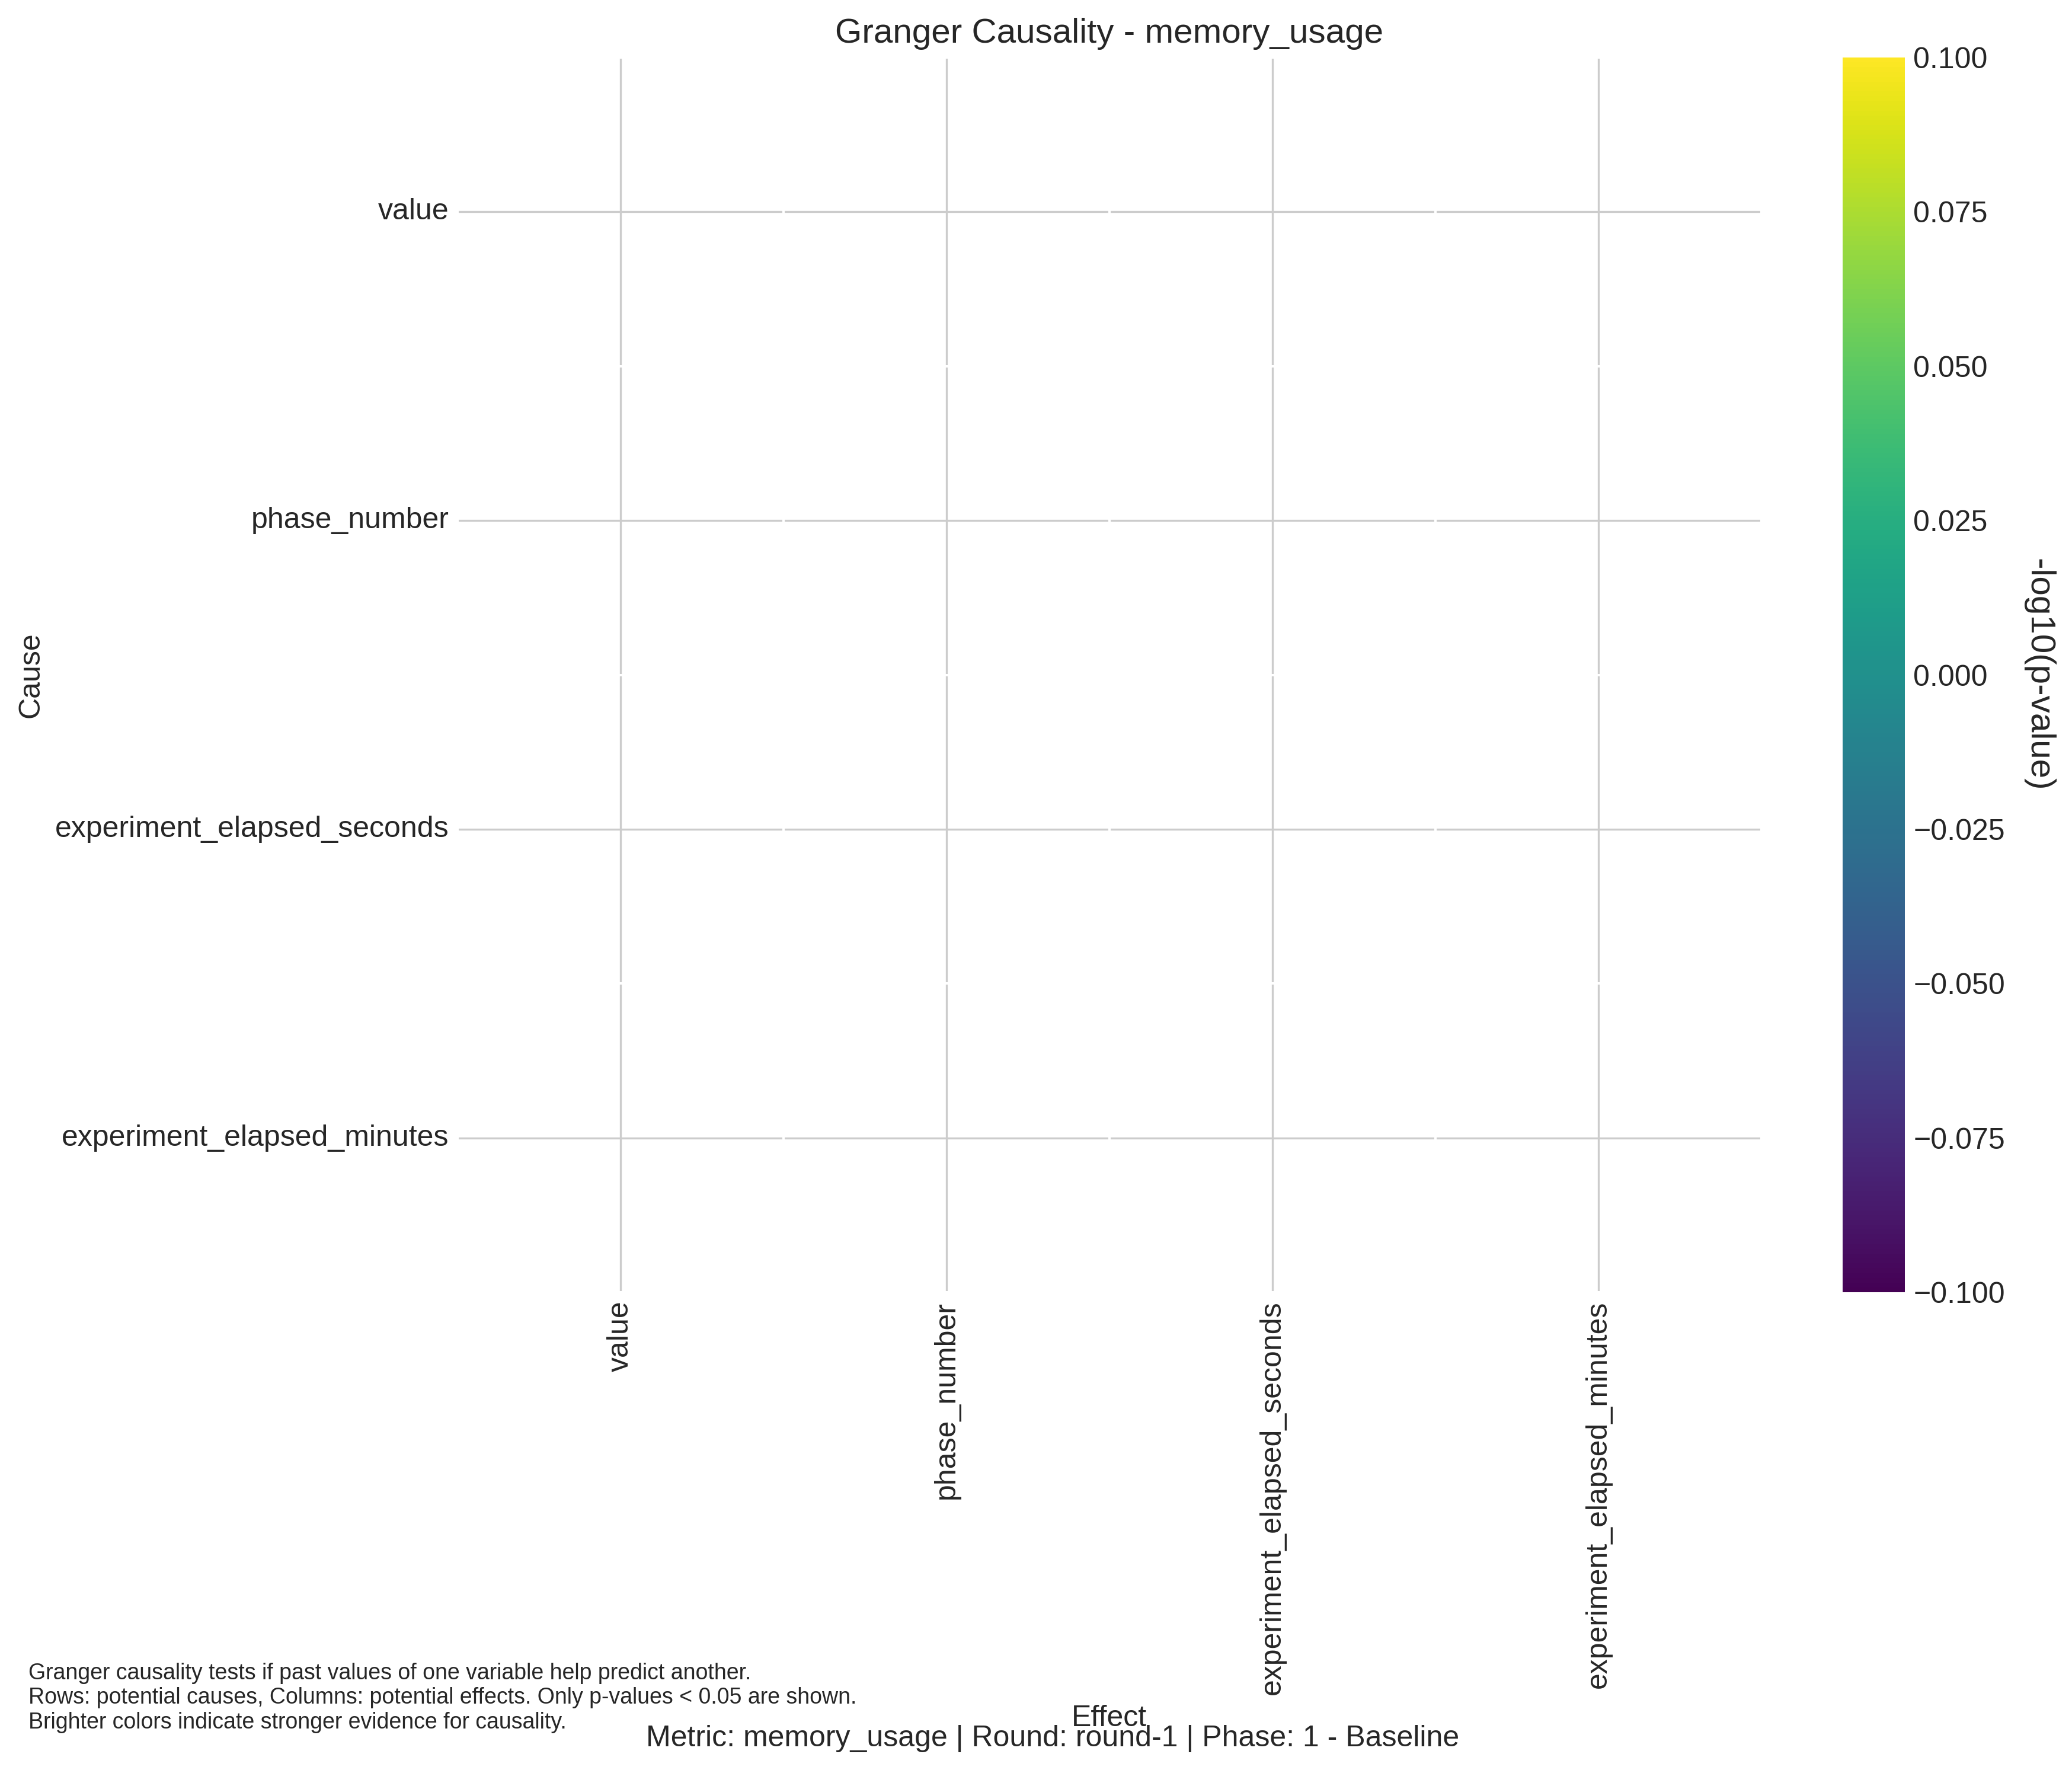 Granger Causality - memory_usage
value
phase_number
experiment_elapsed_seconds
experiment_elapsed_minutes
Cause
value
phase_number
experiment_elapsed_seconds
experiment_elapsed_minutes
Effect
0.100
0.075
0.050
0.025
0.000
−0.025
−0.050
−0.075
−0.100
-log10(p-value)
Granger causality tests if past values of one variable help predict another.
Rows: potential causes, Columns: potential effects. Only p-values < 0.05 are shown.
Brighter colors indicate stronger evidence for causality.
Metric: memory_usage | Round: round-1 | Phase: 1 - Baseline